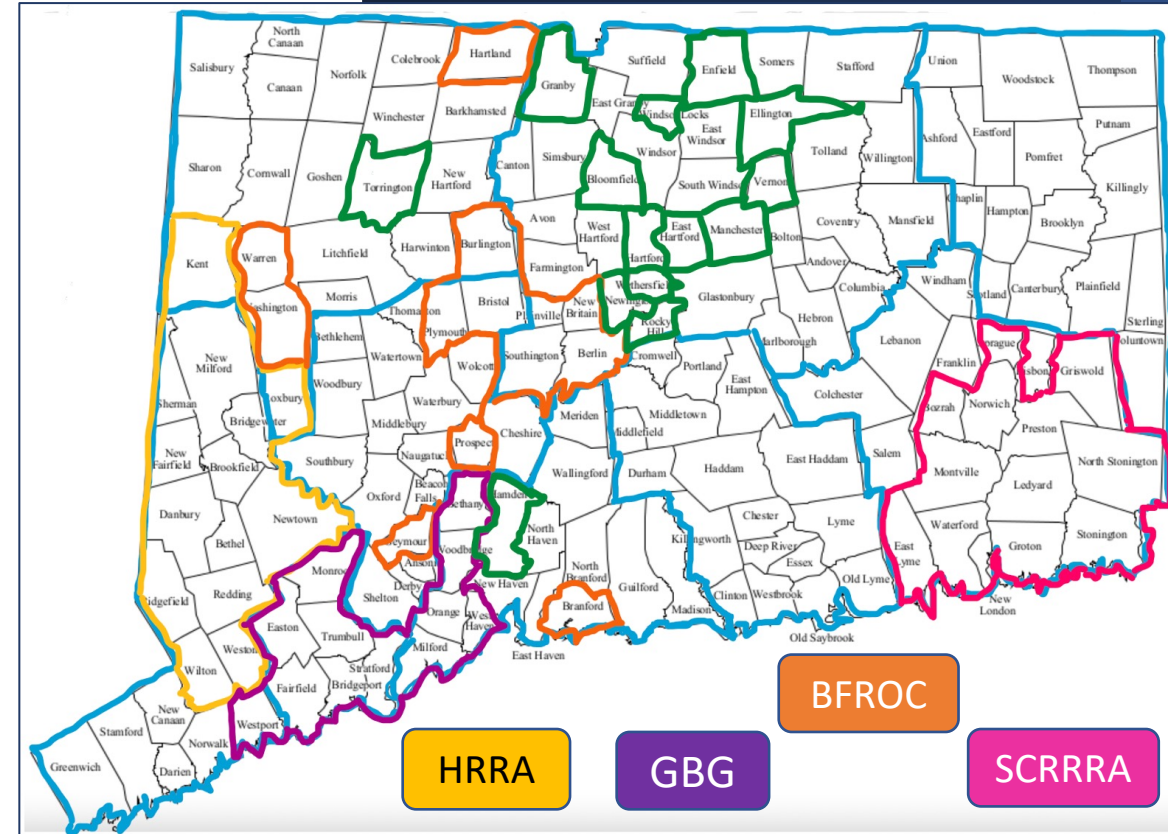 North
Canaan
Salisbury
Canaan
Norfolk
Colebrook
Hartland
Granby
Suffield
East Granby
Enfield
Somers
Stafford
Union
Woodstock
Thompson
Putnam
Winchester
Barkhamsted
Windsor Locks
East
Windsor
Ellington
Ashford
Eastford
Pomfret
Killingly
Sharon
Cornwall
Goshen
Torrington
New
Hartford
Canton
Simsbury
Bloomfield
Windsor
South Windsor
Vernon
Tolland
Willington
Chaplin
Hampton
Brooklyn
Kent
Warren
Litchfield
Harwinton
Burlington
Avon
West
Hartford
Hartford
East
Hartford
Manchester
Bolton
Coventry
Mansfield
Andover
Columbia
Windham
Scotland
Canterbury
Plainfield
Sterling
Washington
Morris
Thomaston
Plymouth
Bristol
Farmington
Plainville
New
Britain
Newington
Wethersfield
Rocky
Hill
Glastonbury
Hebron
Marlborough
Lebanon
Franklin
Sprague
Lisbon
Griswold
Voluntown
New
Milford
Bethlehem
Watertown
Woodbury
Wolcott
Southington
Berlin
Cromwell
Portland
East
Hampton
Colchester
Bozrah
Norwich
Preston
Sherman
Roxbury
Bridgewater
Waterbury
Middlebury
Prospect
Cheshire
Meriden
Middlefield
Middletown
North Stonington
New
Fairfield
Brookfield
Southbury
Naugatuck
Beacon
Falls
Bethany
Hamden
Wallingford
Durham
Haddam
East Haddam
Salem
Montville
Ledyard
Danbury
Newtown
Oxford
Seymour
Woodbridge
North
Haven
Bethel
Monroe
Ansonia
Derby
New Haven
Killingworth
Chester
Deep River
Essex
Lyme
Old Lyme
East
Lyme
Waterford
Groton
Stonington
New
London
Ridgefield
Redding
Shelton
Orange
West
Haven
North
Branford
Branford
Guilford
Madison
Clinton
Westbrook
Old Saybrook
East Haven
Easton
Trumbull
Milford
Weston
Wilton
Stratford
Bridgeport
Fairfield
Westport
New
Canaan
Norwalk
Stamford
Darien
Greenwich
BFROC
HRRA
GBG
SCRRRA